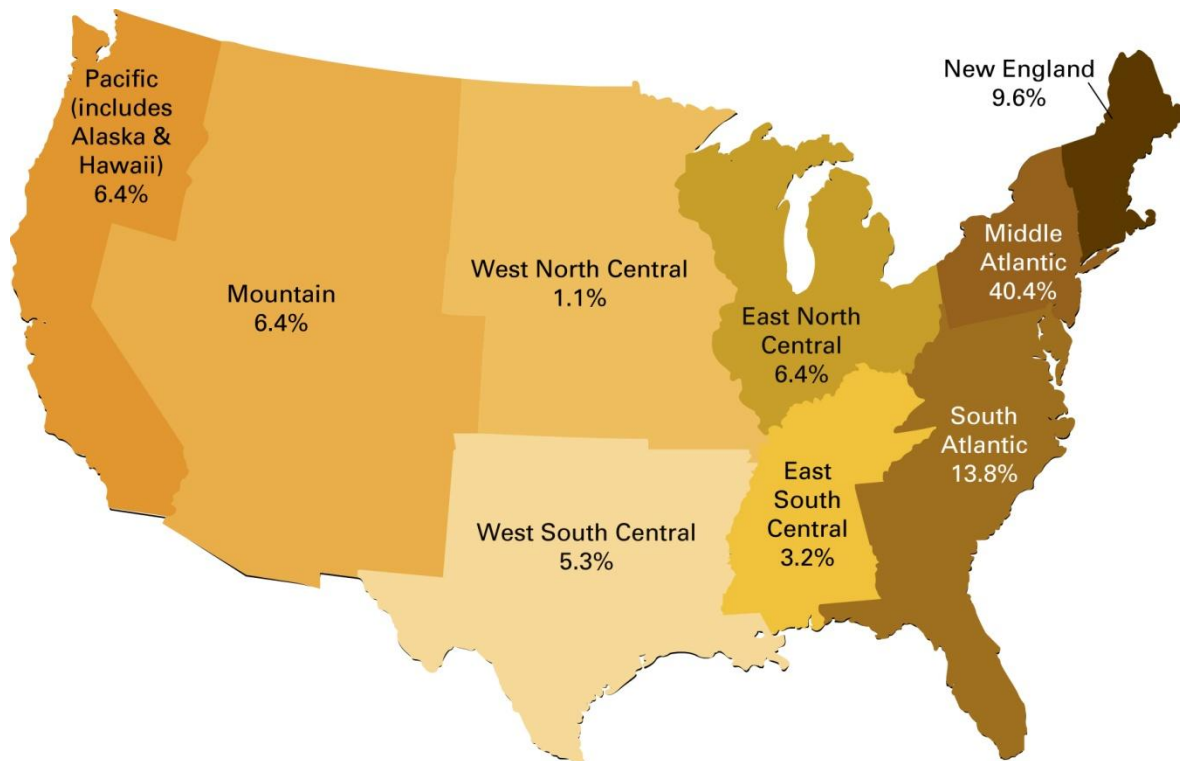 Pacific
(includes
Alaska &
Hawaii)
6.4%
Mountain
6.4%
West North Central
1.1%
West South Central
5.3%
East North
Central
6.4%
East
South
Central
3.2%
New England
9.6%
Middle
Atlantic
40.4%
South
Atlantic
13.8%